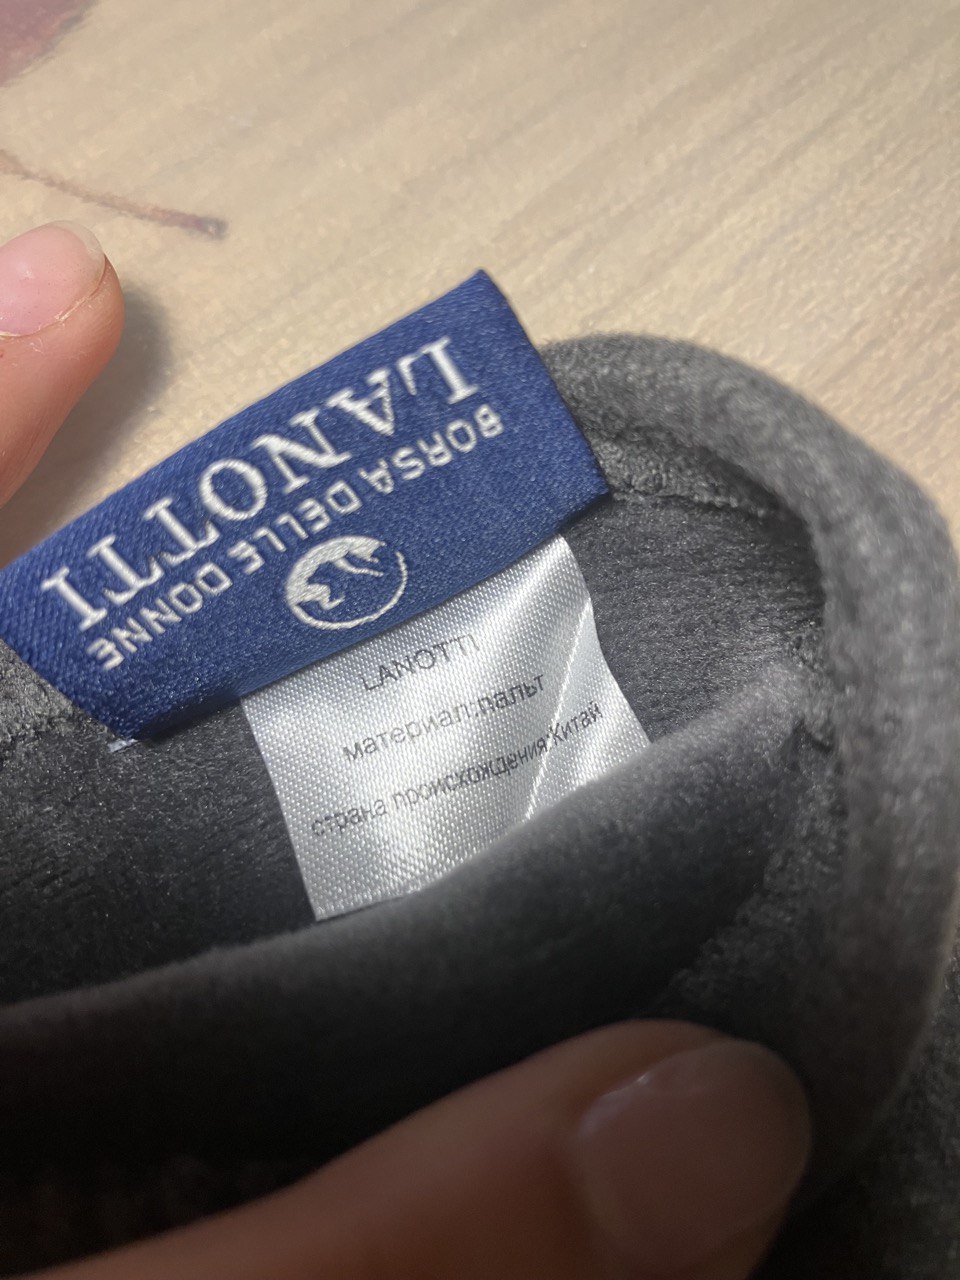 LANOTTI
BORSA DELLE DONNE
LANOTTI
материал:пальт
страна происхождения:Китай